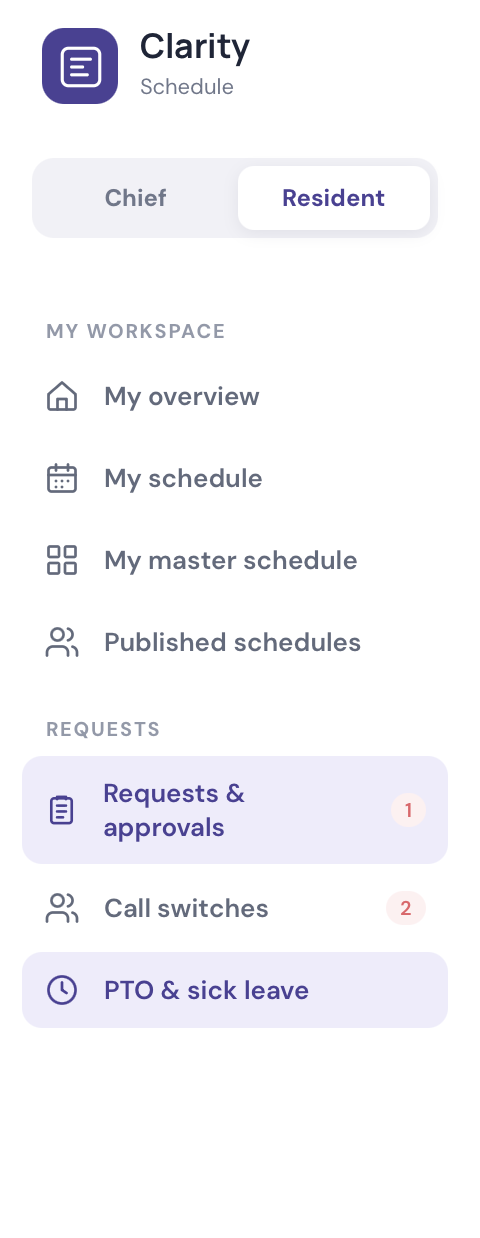 Clarity
Schedule
Chief
Resident
MY WORKSPACE
My overview
My schedule
My master schedule
Published schedules
REQUESTS
Requests &
approvals
1
Call switches
2
PTO & sick leave